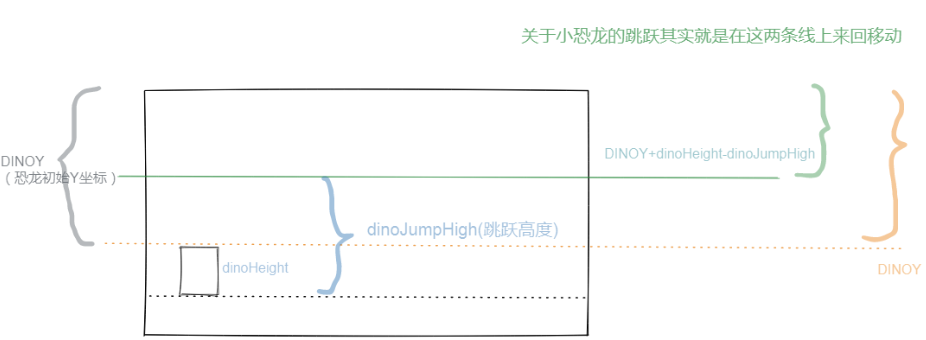 关于小恐龙的跳跃其实就是在这两条线上来回移动
DINOY+dinoHeight-dinoJumpHigh
DINOY
（恐龙初始Y坐标）
dinoJumpHigh(跳跃高度)
dinoHeight
DINOY